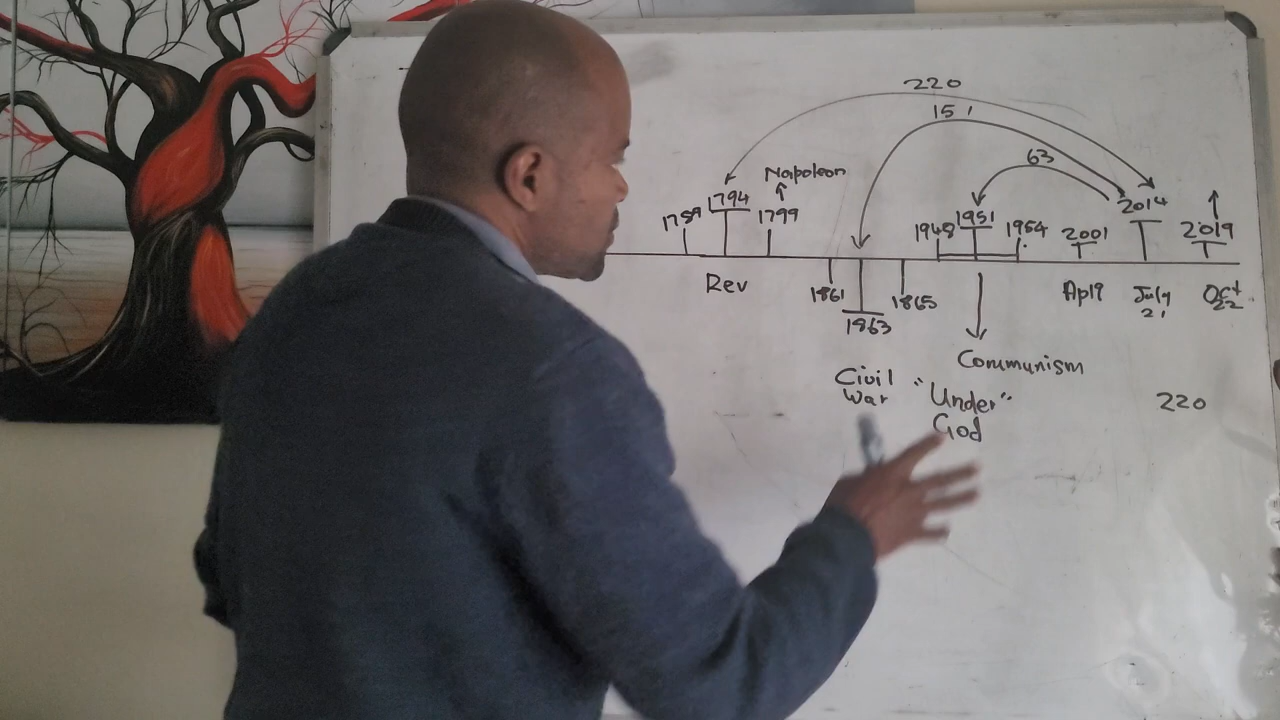 220
151
63
Napoleon
1789
1794
1799
1948
1951
1954
2001
2014
2019
Rev
1861
1863
1865
Ap19
July
21
Oct
22
Civil
War
Communism
"Under"
God
220